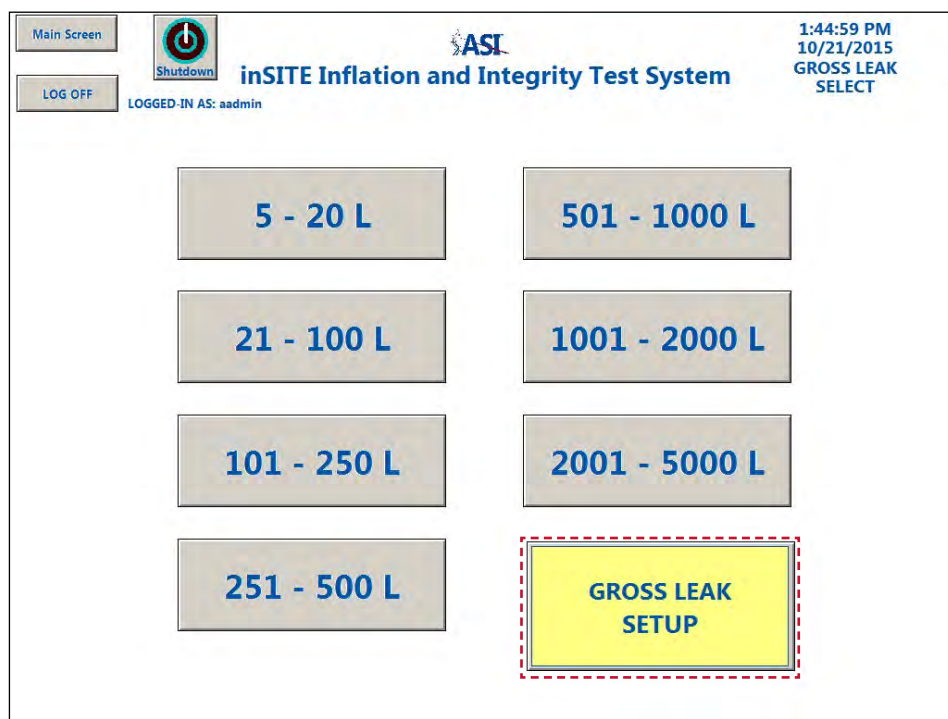 Main Screen
Shutdown
LOG OFF
LOGGED-IN AS: aadmin
ASI
inSITE Inflation and Integrity Test System
1:44:59 PM
10/21/2015
GROSS LEAK
SELECT
5 - 20 L
501 - 1000 L
21 - 100 L
1001 - 2000 L
101 - 250 L
2001 - 5000 L
251 - 500 L
GROSS LEAK
SETUP